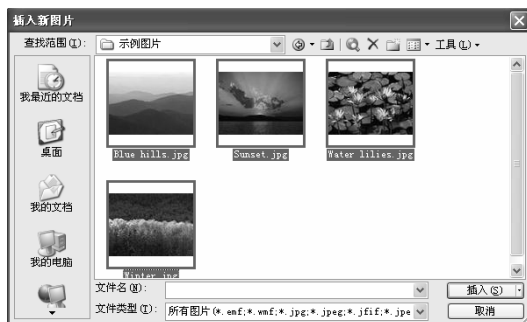 插入新图片
查找范围(I):
示例图片
工具(L)
我最近的文档
桌面
我的文档
我的电脑
Blue hills.jpg
Sunset.jpg
Water lilies.jpg
Winter.jpg
文件名(N):
插入(S)
文件类型(T):
所有图片(*.emf;*.wmf;*.jpg;*.jpeg;*.jfif;*.jpe
取消